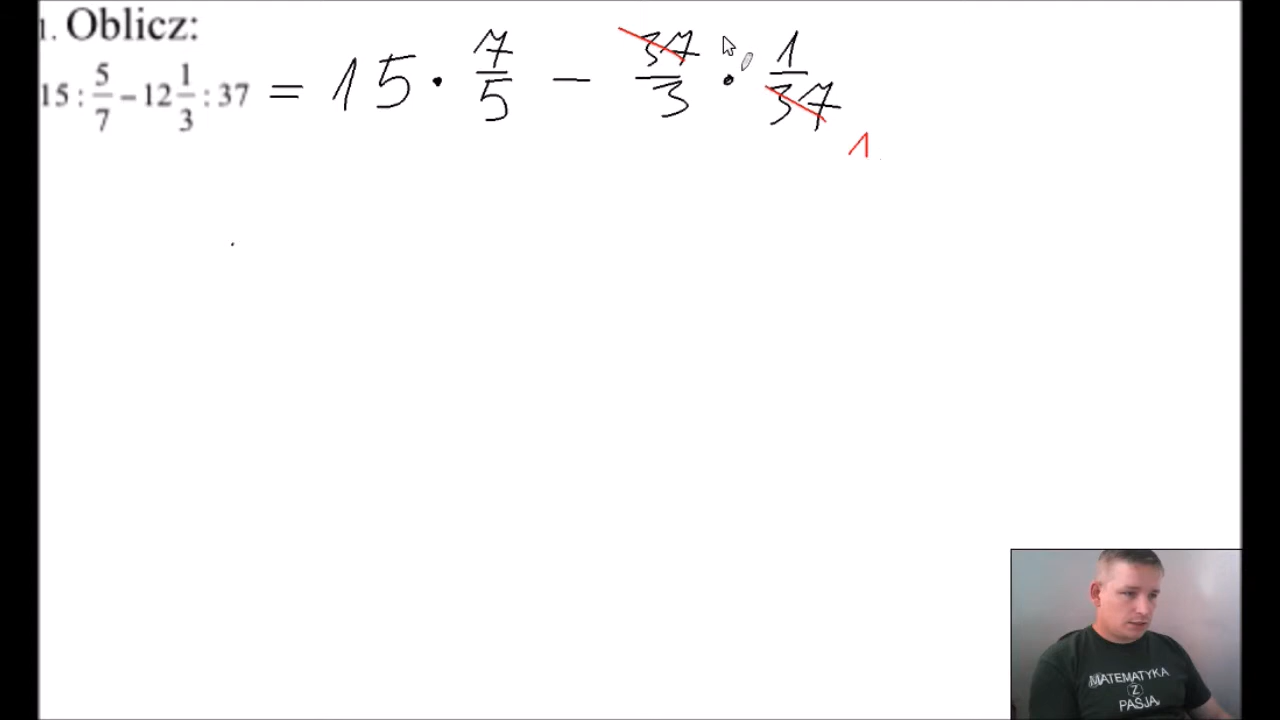 1. Oblicz:
15 : 5/7 – 12 1/3 : 37 = 15 · 7/5 – 37/3 · 1/37
1
MATEMATYKA
Z
PASJĄ